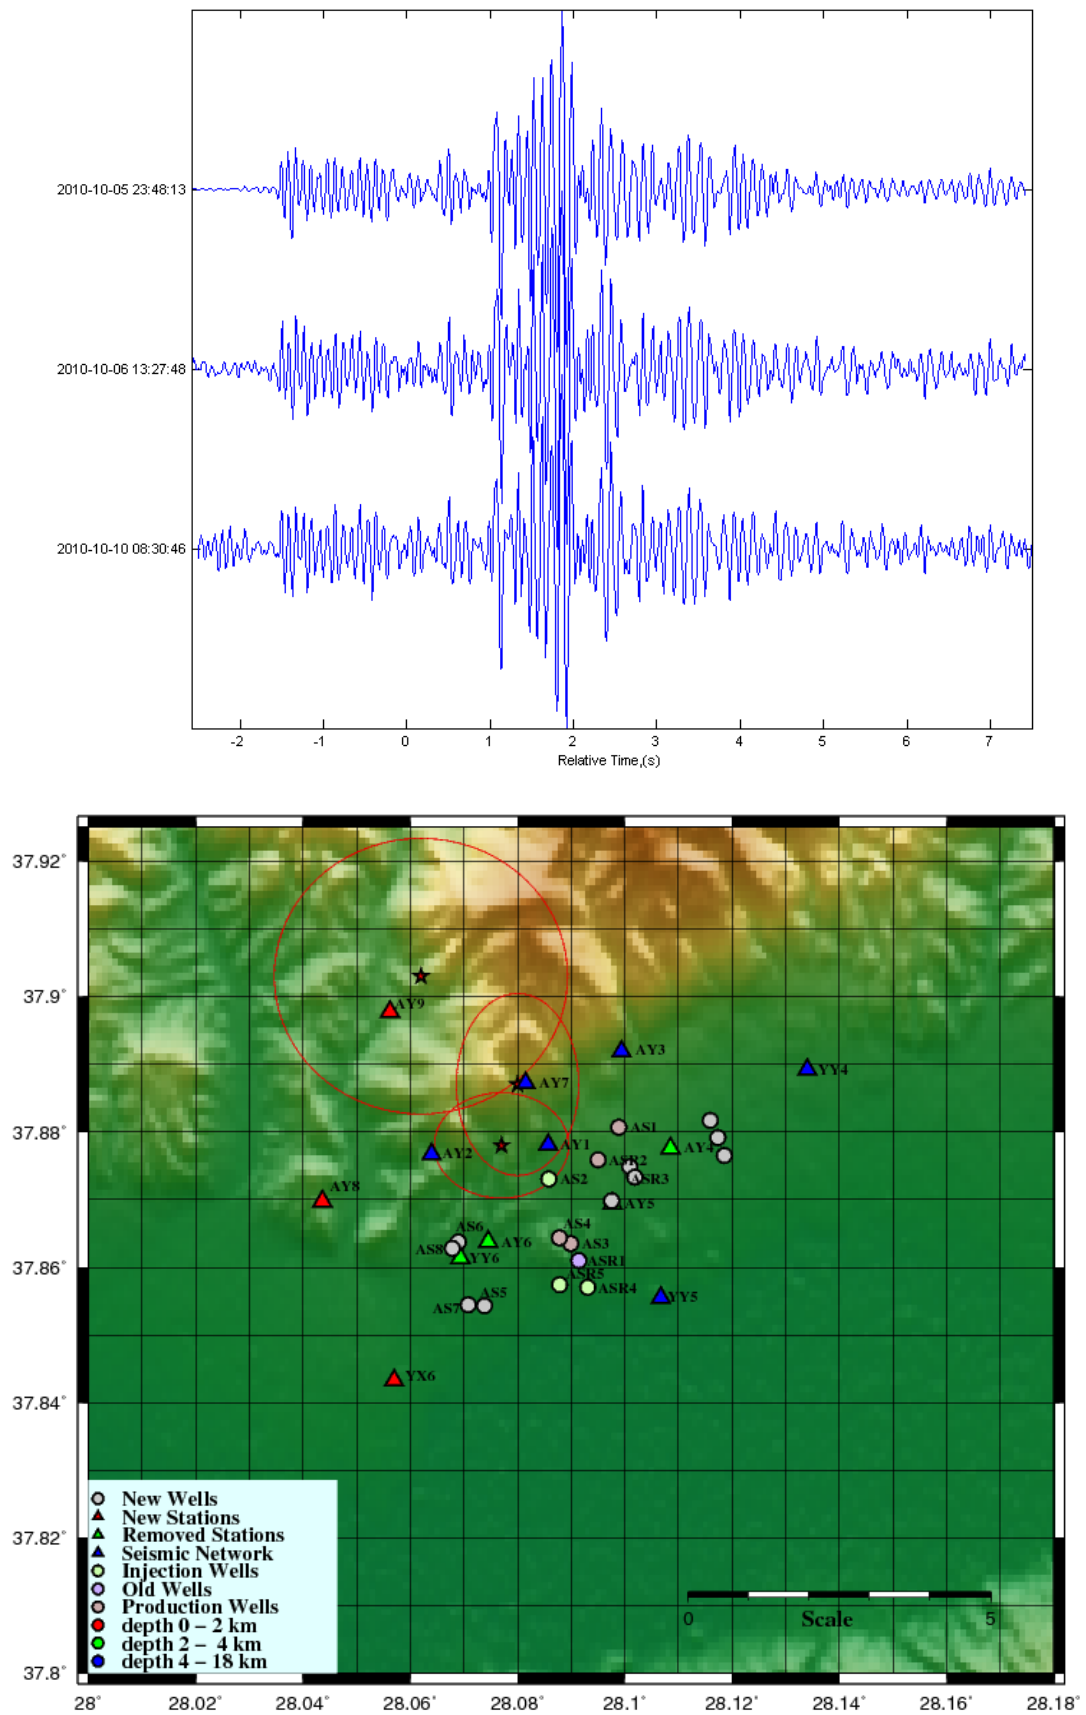 2010-10-05 23:48:13
2010-10-06 13:27:48
2010-10-10 08:30:46
-2 -1 0 1 2 3 4 5 6 7
Relative Time,(s)
37.92°
37.9°
AY9
AY3
AY7
YY4
37.88°
AS1
AY1
AY4
AY2
ASR2
AS2
ASR3
AY8
AY5
AS6
AS4
AS8
AY6
AS3
YY6
ASR1
37.86°
ASR5
ASR4
AS5
YY5
AS7
YX6
37.84°
New Wells
New Stations
Removed Stations
37.82°
Seismic Network
Injection Wells
Old Wells
Production Wells
0 Scale 5
depth 0 – 2 km
depth 2 – 4 km
depth 4 – 18 km
37.8°
28° 28.02° 28.04° 28.06° 28.08° 28.1° 28.12° 28.14° 28.16° 28.18°